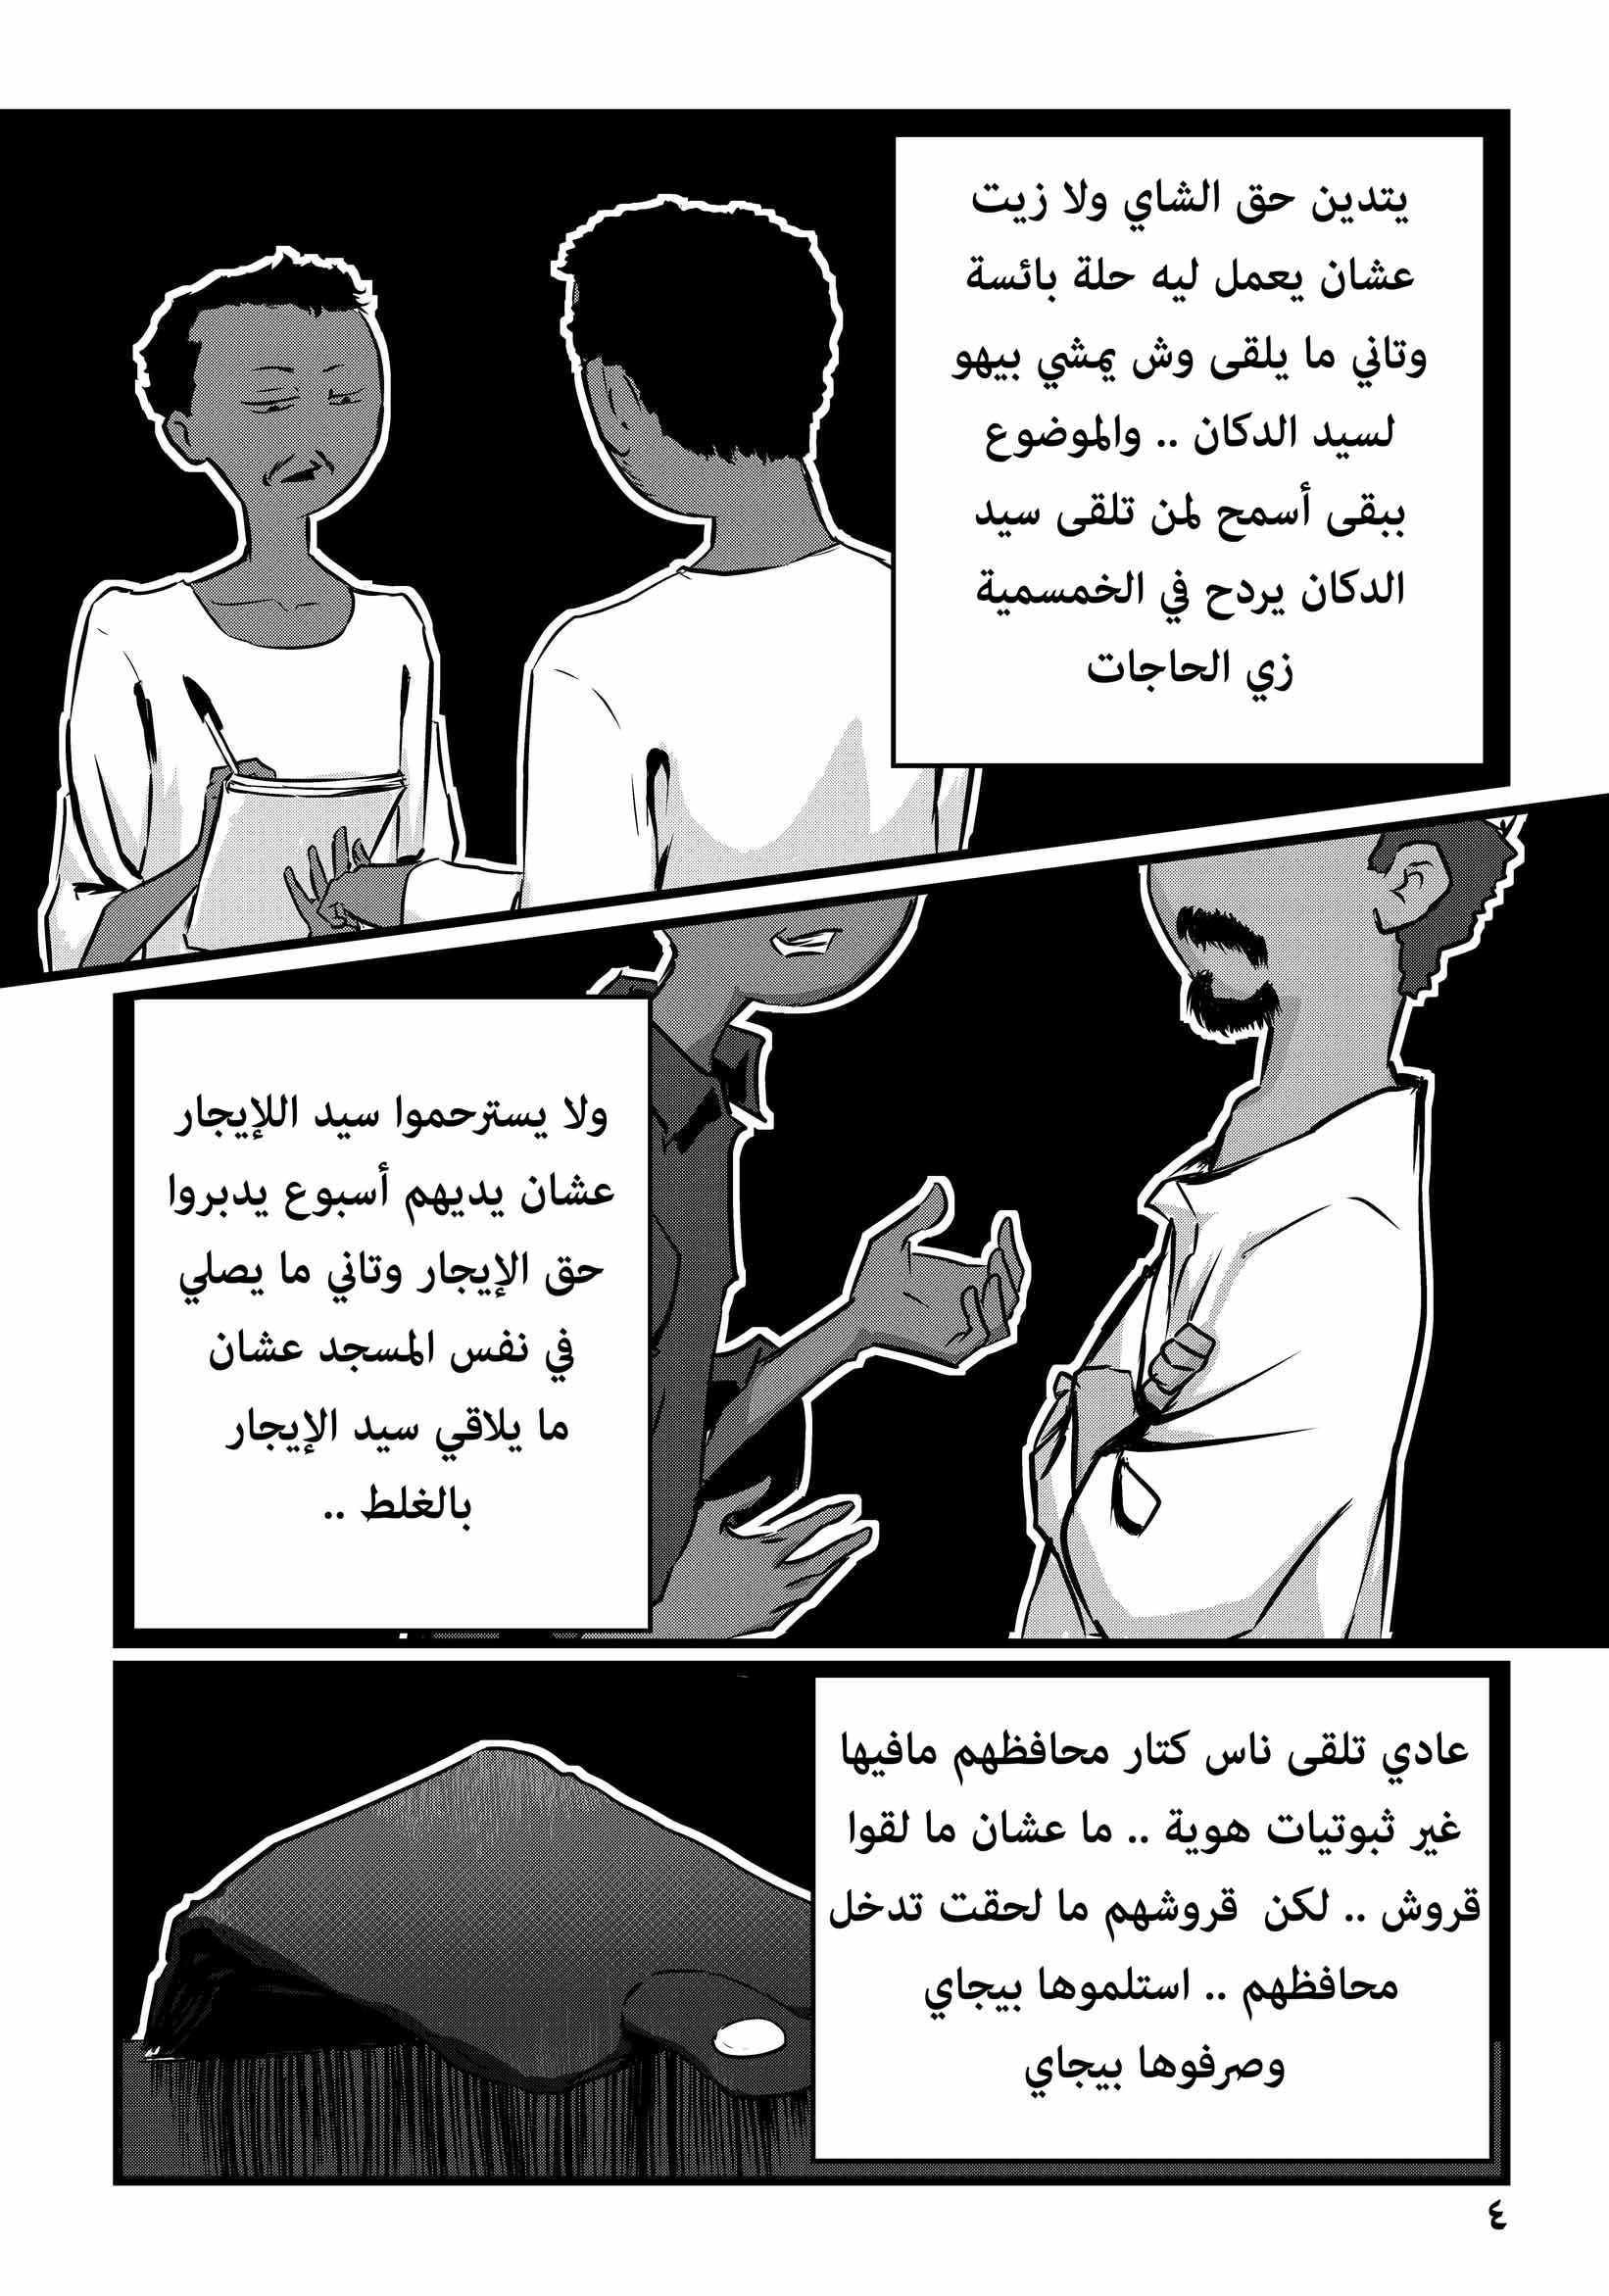 يتدين حق الشاي ولا زيت
عشان يعمل ليه حلة بائسة
وتاني ما يلقى وش يمشي بيهو
لسيد الدكان .. والموضوع
ببقى أسمح لمن تلقى سيد
الدكان يردح في الخمسمية
زي الحاجات
ولا يسترحموا سيد اللإيجار
عشان يديهم أسبوع يدبروا
حق الإيجار وتاني ما يصلي
في نفس المسجد عشان
ما يلاقي سيد الإيجار
بالغلط ..
عادي تلقى ناس كتار محافظهم مافيها
غير ثبوتيات هوية .. ما عشان ما لقوا
قروش .. لكن قروشهم ما لحقت تدخل
محافظهم .. استلموها بيجاي
وصرفوها بيجاي
٤